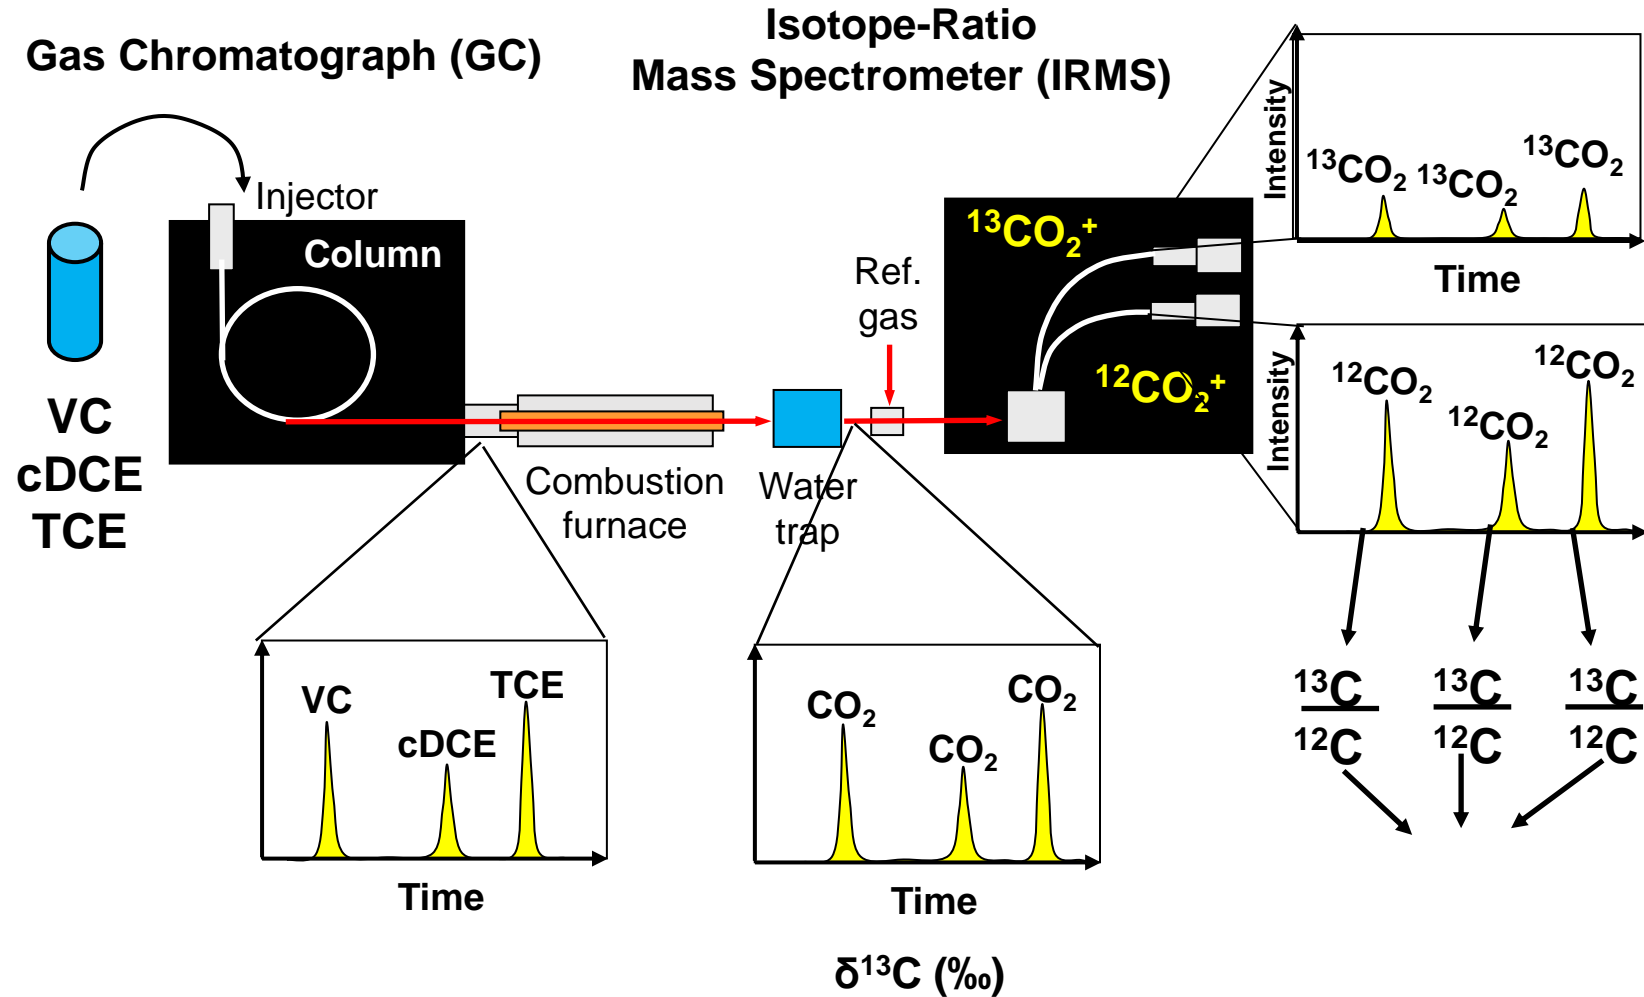 Gas Chromatograph (GC)
Isotope-Ratio
Mass Spectrometer (IRMS)
Injector
Column
VC
cDCE
TCE
Combustion
furnace
Water
trap
Ref.
gas
¹³CO₂⁺
¹²CO₂⁺
Intensity
¹³CO₂
¹³CO₂
¹³CO₂
Time
Intensity
¹²CO₂
¹²CO₂
¹²CO₂
VC
cDCE
TCE
Time
CO₂
CO₂
CO₂
Time
¹³C ¹³C ¹³C
¹²C ¹²C ¹²C
δ¹³C (‰)